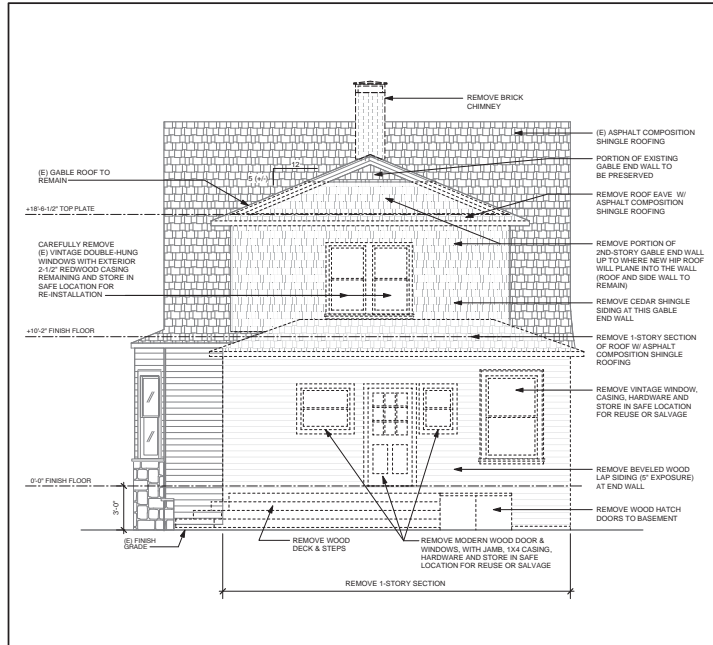 REMOVE BRICK
CHIMNEY
(E) ASPHALT COMPOSITION
SHINGLE ROOFING
PORTION OF EXISTING
GABLE END WALL TO
BE PRESERVED
12
5 (+/-)
(E) GABLE ROOF TO
REMAIN
REMOVE ROOF EAVE W/
ASPHALT COMPOSITION
SHINGLE ROOFING
+18'-6-1/2" TOP PLATE
CAREFULLY REMOVE
(E) VINTAGE DOUBLE-HUNG
WINDOWS WITH EXTERIOR
2-1/2" REDWOOD CASING
REMAINING AND STORE IN
SAFE LOCATION FOR
RE-INSTALLATION
REMOVE PORTION OF
2ND-STORY GABLE END WALL
UP TO WHERE NEW HIP ROOF
WILL PLANE INTO THE WALL
(ROOF AND SIDE WALL TO
REMAIN)
REMOVE CEDAR SHINGLE
SIDING AT THIS GABLE
END WALL
+10'-2" FINISH FLOOR
REMOVE 1-STORY SECTION
OF ROOF W/ ASPHALT
COMPOSITION SHINGLE
ROOFING
REMOVE VINTAGE WINDOW,
CASING, HARDWARE AND
STORE IN SAFE LOCATION
FOR REUSE OR SALVAGE
0'-0" FINISH FLOOR
REMOVE BEVELED WOOD
LAP SIDING (5" EXPOSURE)
AT END WALL
3'-0"
REMOVE WOOD HATCH
DOORS TO BASEMENT
(E) FINISH
GRADE
REMOVE WOOD
DECK & STEPS
REMOVE MODERN WOOD DOOR &
WINDOWS, WITH JAMB, 1X4 CASING,
HARDWARE AND STORE IN SAFE
LOCATION FOR REUSE OR SALVAGE
REMOVE 1-STORY SECTION